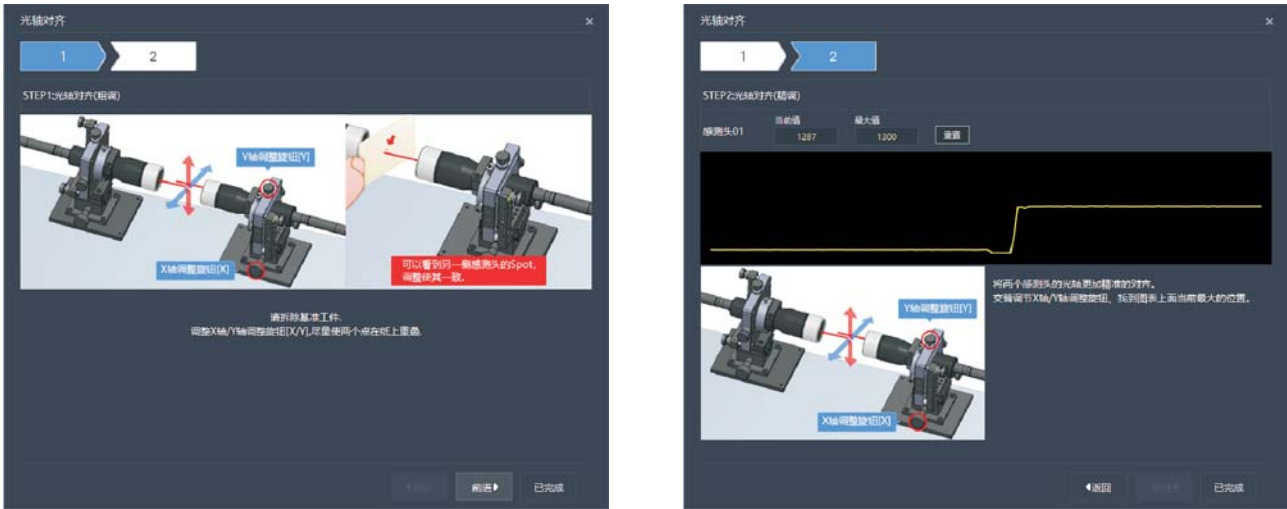 光轴对齐
×
1
2
STEP1:光轴对齐(粗调)
Y轴调整旋钮[Y]
X轴调整旋钮[X]
可以看到另一侧感测头的Spot,
调整使其一致。
请拆除基准工件.
调整X轴/Y轴调整旋钮[X/Y],尽量使两个点在纸上重叠.
前进
已完成
光轴对齐
×
1
2
STEP2:光轴对齐(精调)
感测头01
当前值
最大值
1287
1300
重置
将两个感测头的光轴更加精准的对齐。
交替调节X轴/Y轴调整旋钮，找到图表上面当前最大的位置。
Y轴调整旋钮[Y]
X轴调整旋钮[X]
返回
已完成